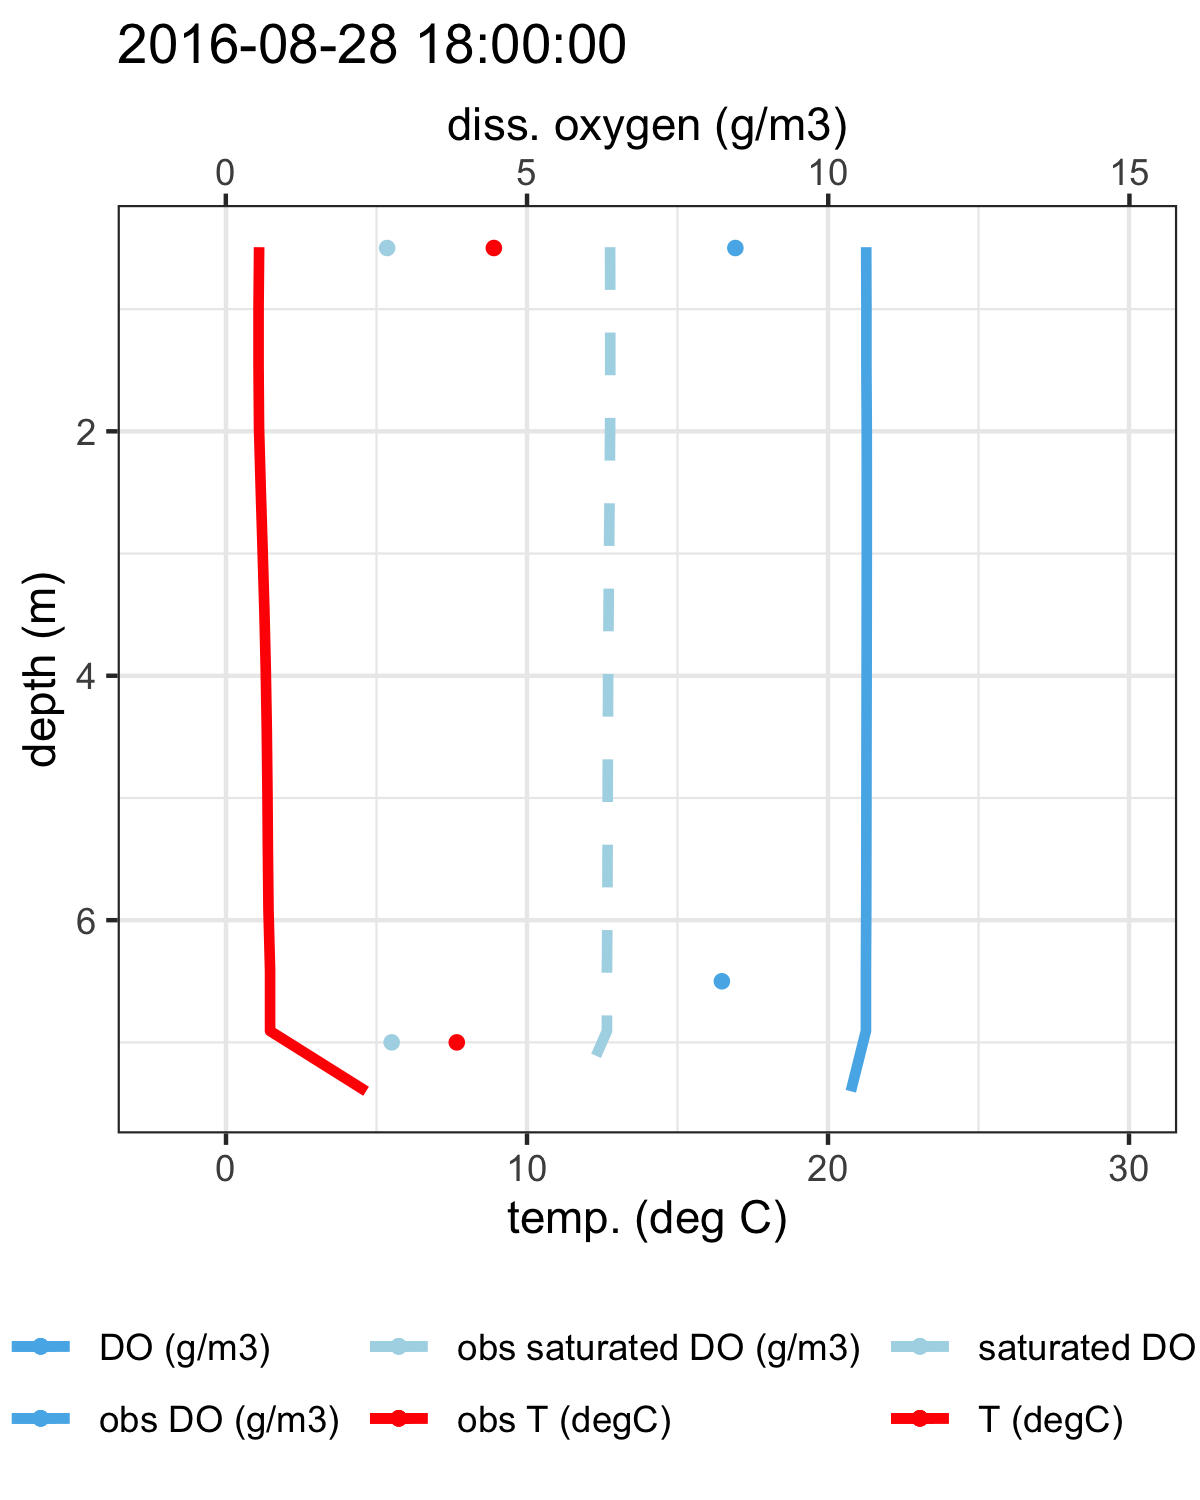 2016-08-28 18:00:00
diss. oxygen (g/m3)
0 5 10 15
2
4
6
depth (m)
0 10 20 30
temp. (deg C)
DO (g/m3) obs saturated DO (g/m3) saturated DO
obs DO (g/m3) obs T (degC) T (degC)